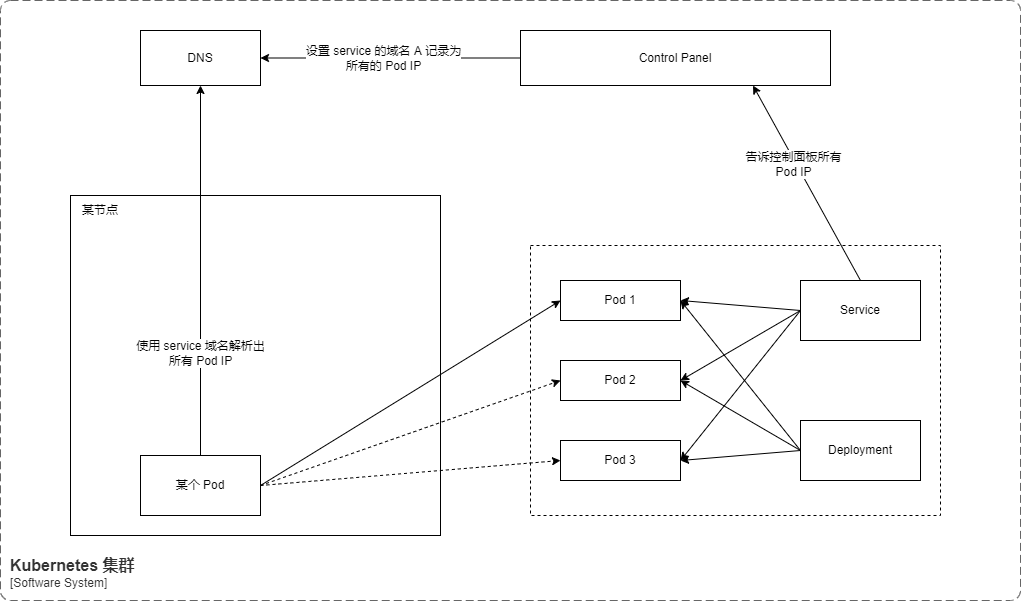 DNS
设置 service 的域名 A 记录为
所有的 Pod IP
Control Panel
告诉控制面板所有
Pod IP
某节点
使用 service 域名解析出
所有 Pod IP
某个 Pod
Pod 1
Pod 2
Pod 3
Service
Deployment
Kubernetes 集群
[Software System]